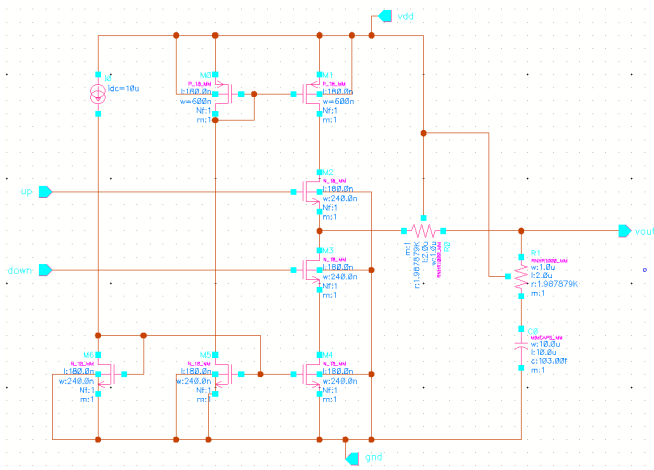 vdd
I0
idc=10u
M0
P_18_MM
l:180.0n
w=600n
Nf:1
m:1
M1
P_18_MM
l:180.0n
w=600n
Nf:1
m:1
up
M2
N_18_MM
l:180.0n
w:240.0n
Nf:1
m:1
down
M3
N_18_MM
l:180.0n
w:240.0n
Nf:1
m:1
m:1
r:1.987879K
l:2.0u
w:1.0u
R0
vout
R1
w:1.0u
l:2.0u
r:1.987879K
m:1
C0
w:10.0u
l:10.0u
c:103.00f
m:1
M6
N_18_MM
l:180.0n
w:240.0n
Nf:1
m:1
M5
N_18_MM
l:180.0n
w:240.0n
Nf:1
m:1
M4
N_18_MM
l:180.0n
w:240.0n
Nf:1
m:1
gnd